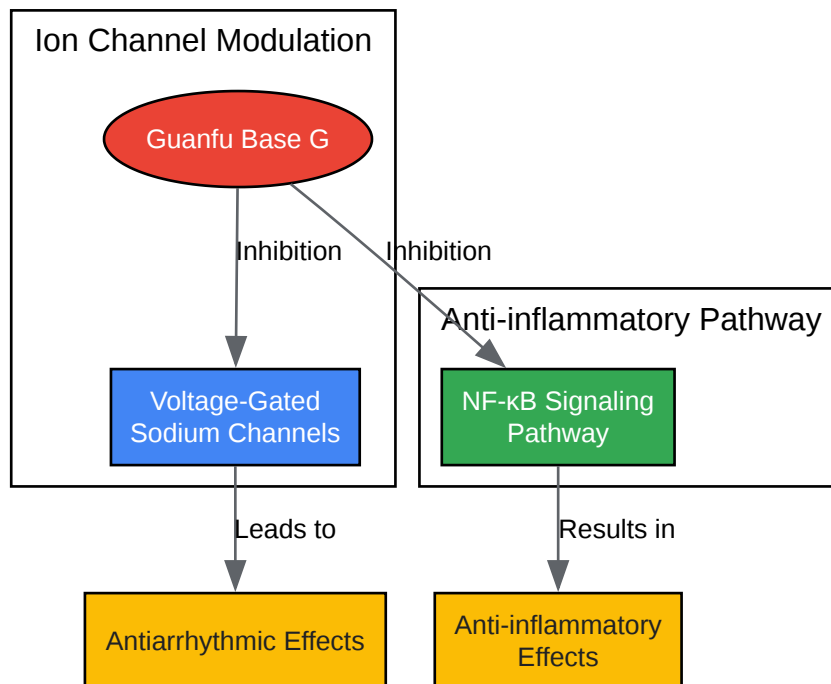 Ion Channel Modulation
Guanfu Base G
Inhibition
Inhibition
Anti-inflammatory Pathway
Voltage-Gated
Sodium Channels
NF-κB Signaling
Pathway
Leads to
Results in
Antiarrhythmic Effects
Anti-inflammatory
Effects